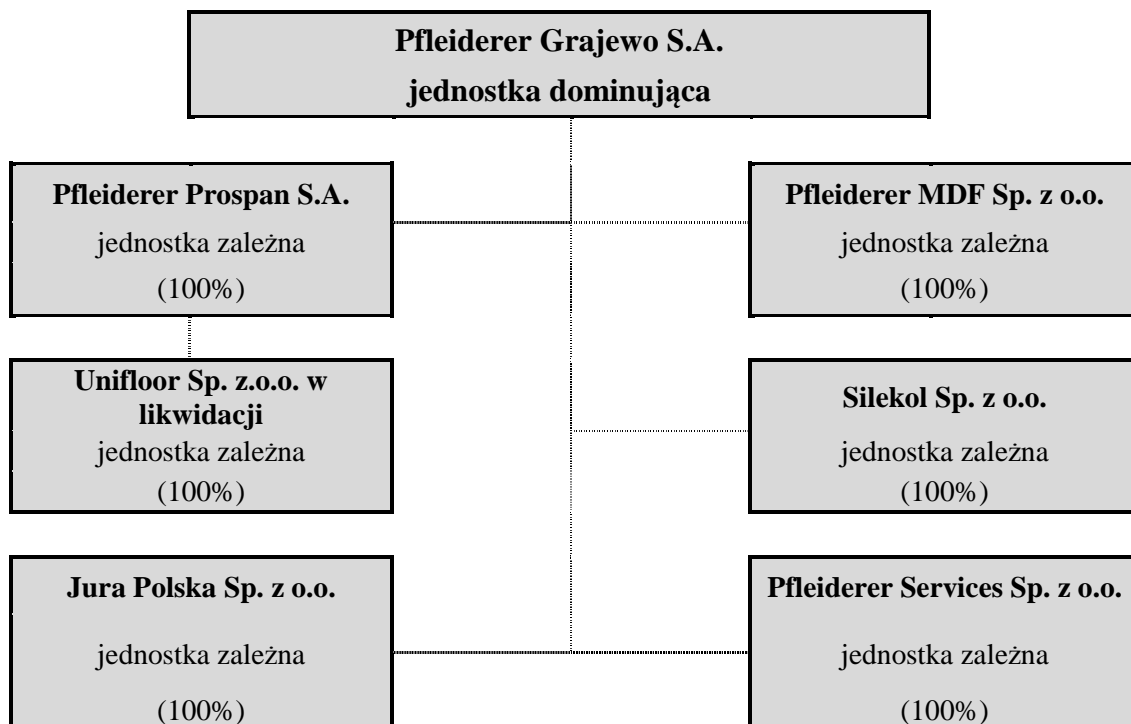 Pfleiderer Grajewo S.A.
jednostka dominująca
Pfleiderer Prospan S.A.
jednostka zależna
(100%)
Pfleiderer MDF Sp. z o.o.
jednostka zależna
(100%)
Unifloor Sp. z.o.o. w
likwidacji
jednostka zależna
(100%)
Silekol Sp. z o.o.
jednostka zależna
(100%)
Jura Polska Sp. z o.o.
jednostka zależna
(100%)
Pfleiderer Services Sp. z o.o.
jednostka zależna
(100%)